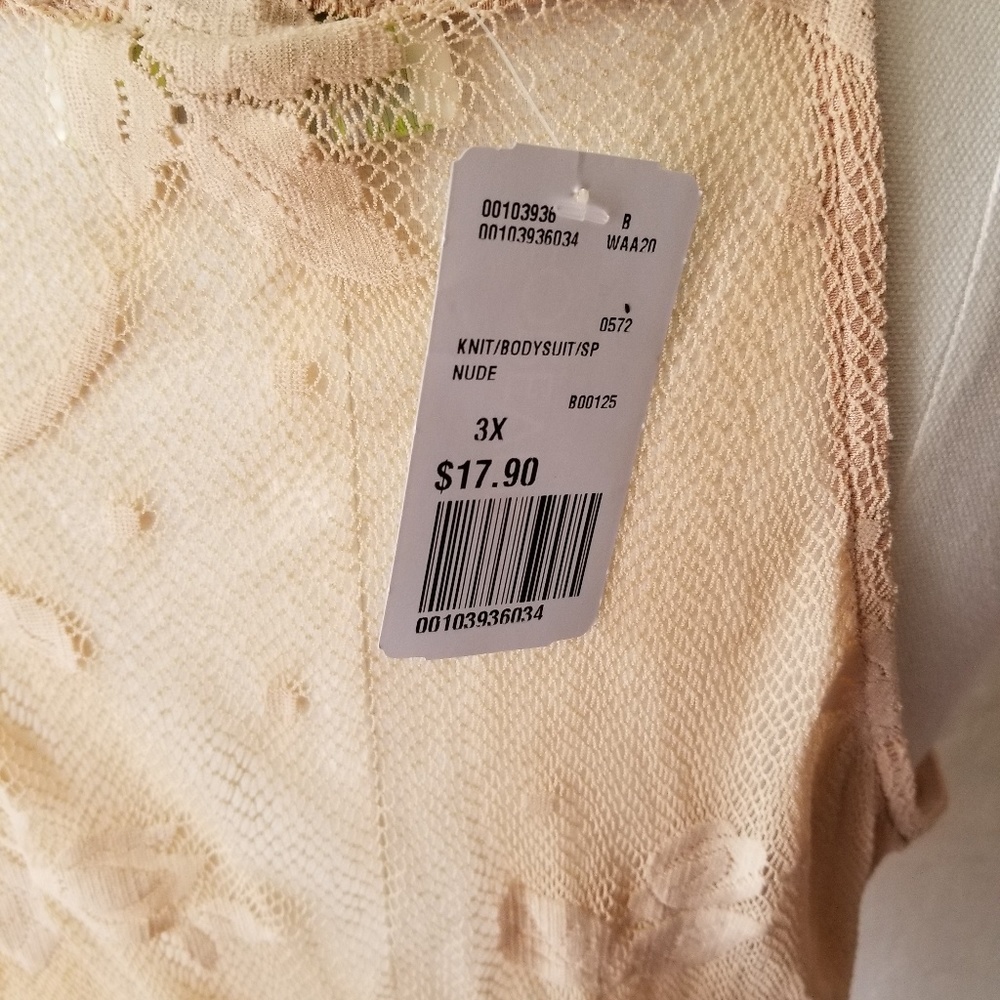 00103936
B
00103936034
WAA20
0572
KNIT/BODYSUIT/SP
NUDE
B00125
3X
$17.90
00103936034